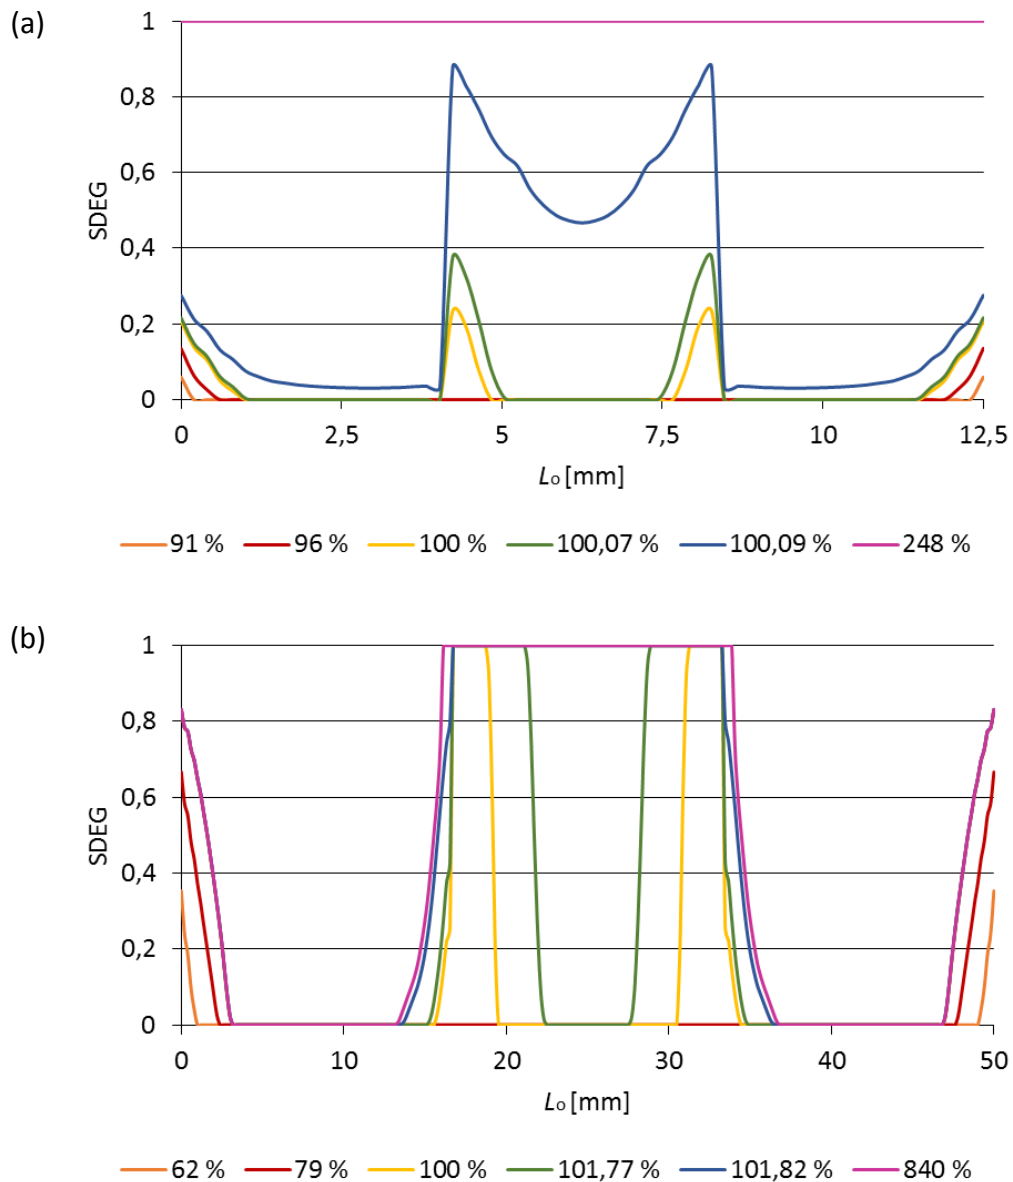 (a)
1
0,8
0,6
0,4
0,2
0
SDEG
0 2,5 5 7,5 10 12,5
Lo [mm]
91 % 96 % 100 % 100,07 % 100,09 % 248 %
(b)
1
0,8
0,6
0,4
0,2
0
SDEG
0 10 20 30 40 50
Lo [mm]
62 % 79 % 100 % 101,77 % 101,82 % 840 %